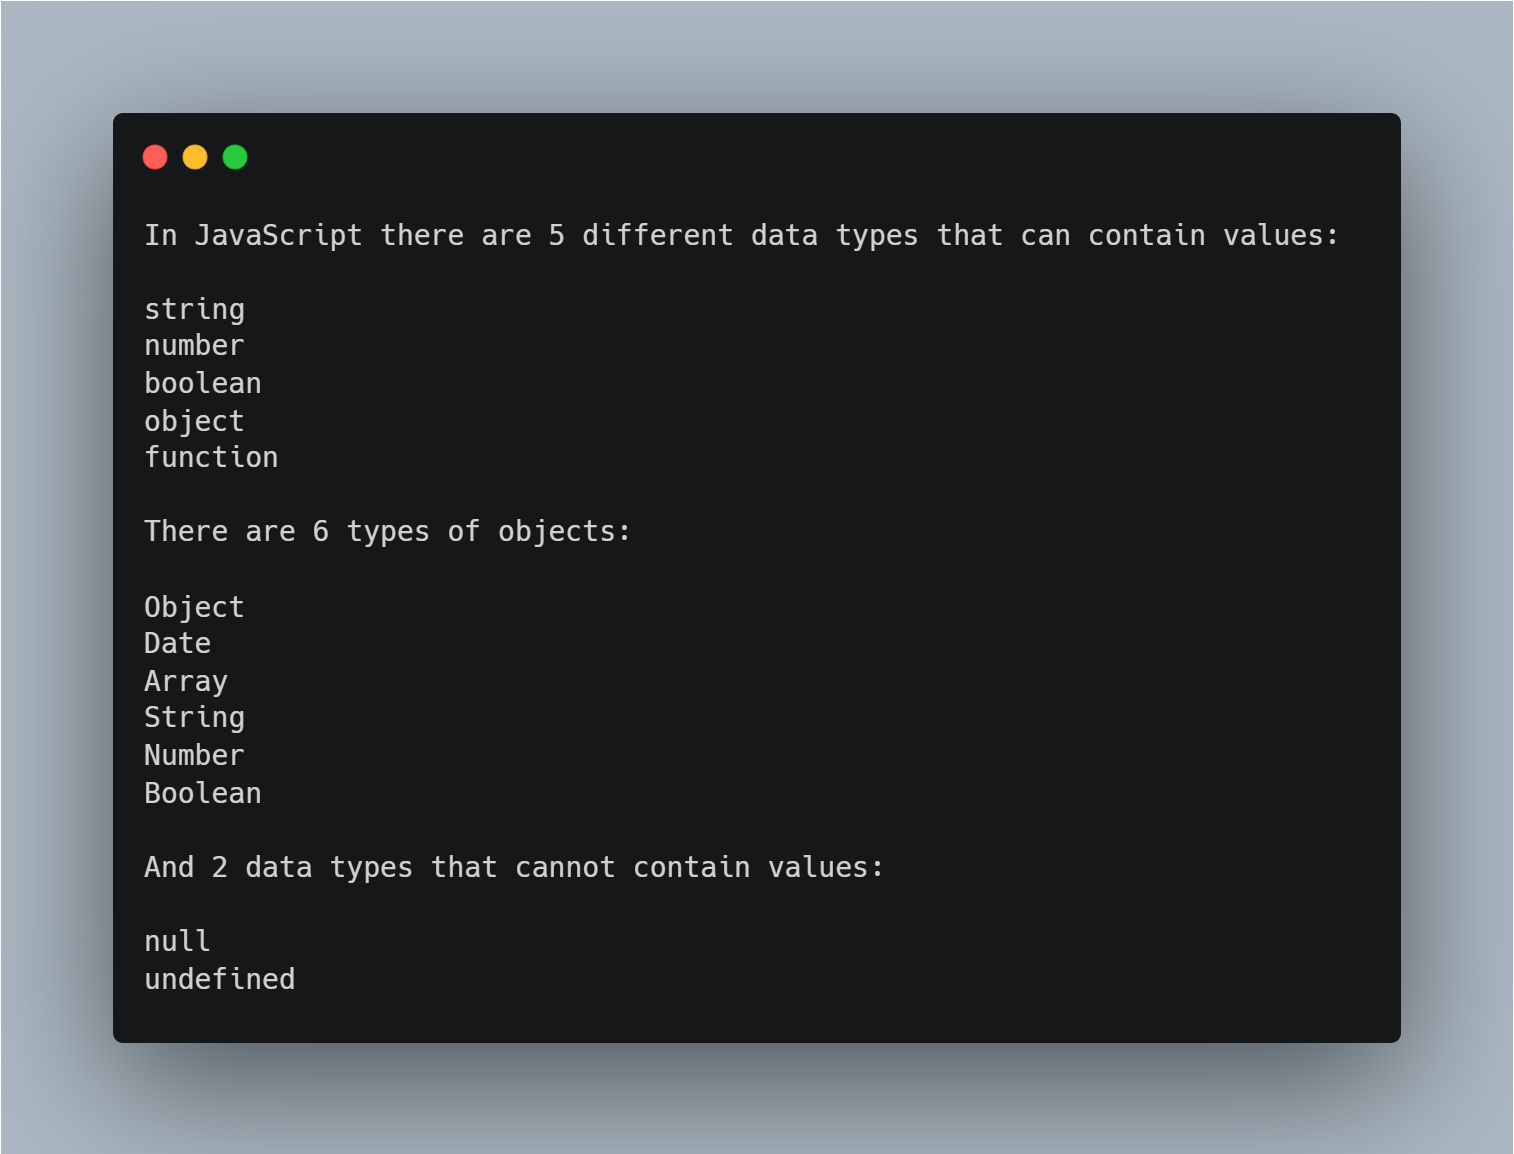 In JavaScript there are 5 different data types that can contain values:
string
number
boolean
object
function
There are 6 types of objects:
Object
Date
Array
String
Number
Boolean
And 2 data types that cannot contain values:
null
undefined